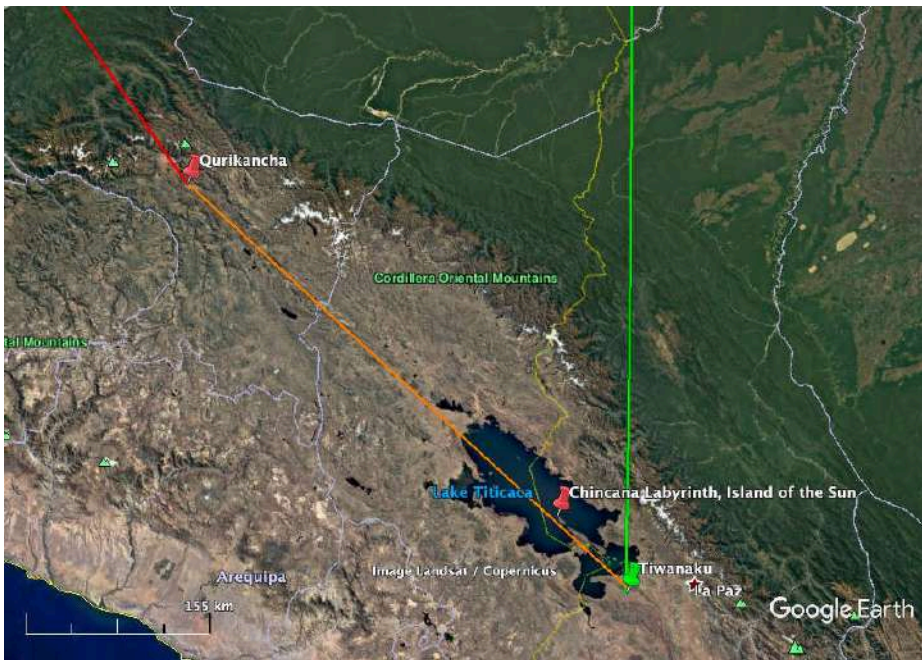 Qurikancha
Cordillera Oriental Mountains
tal Mountains
Lake Titicaca
Chincana Labyrinth, Island of the Sun
Image Landsat / Copernicus
Tiwanaku
Arequipa
La Paz
155 km
Google Earth